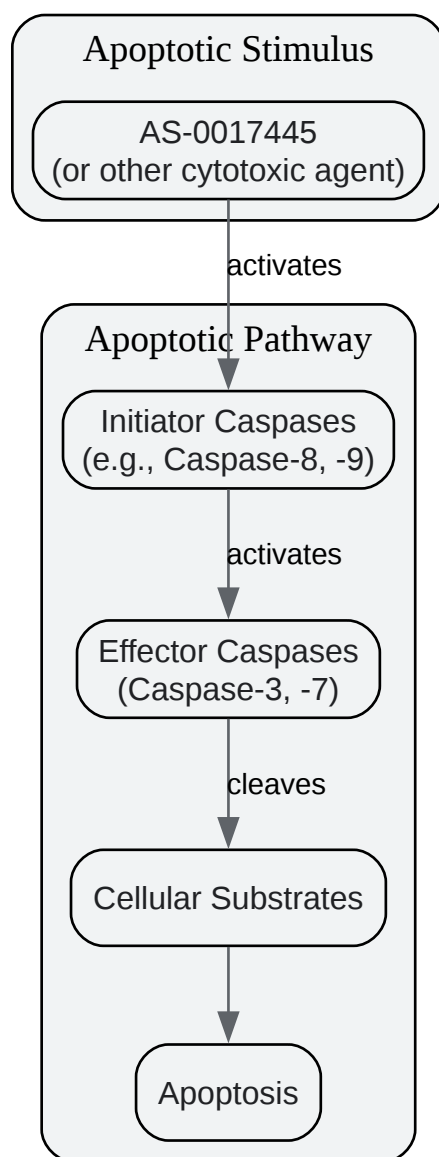 Apoptotic Stimulus
AS-0017445
(or other cytotoxic agent)
activates
Apoptotic Pathway
Initiator Caspases
(e.g., Caspase-8, -9)
activates
Effector Caspases
(Caspase-3, -7)
cleaves
Cellular Substrates
Apoptosis